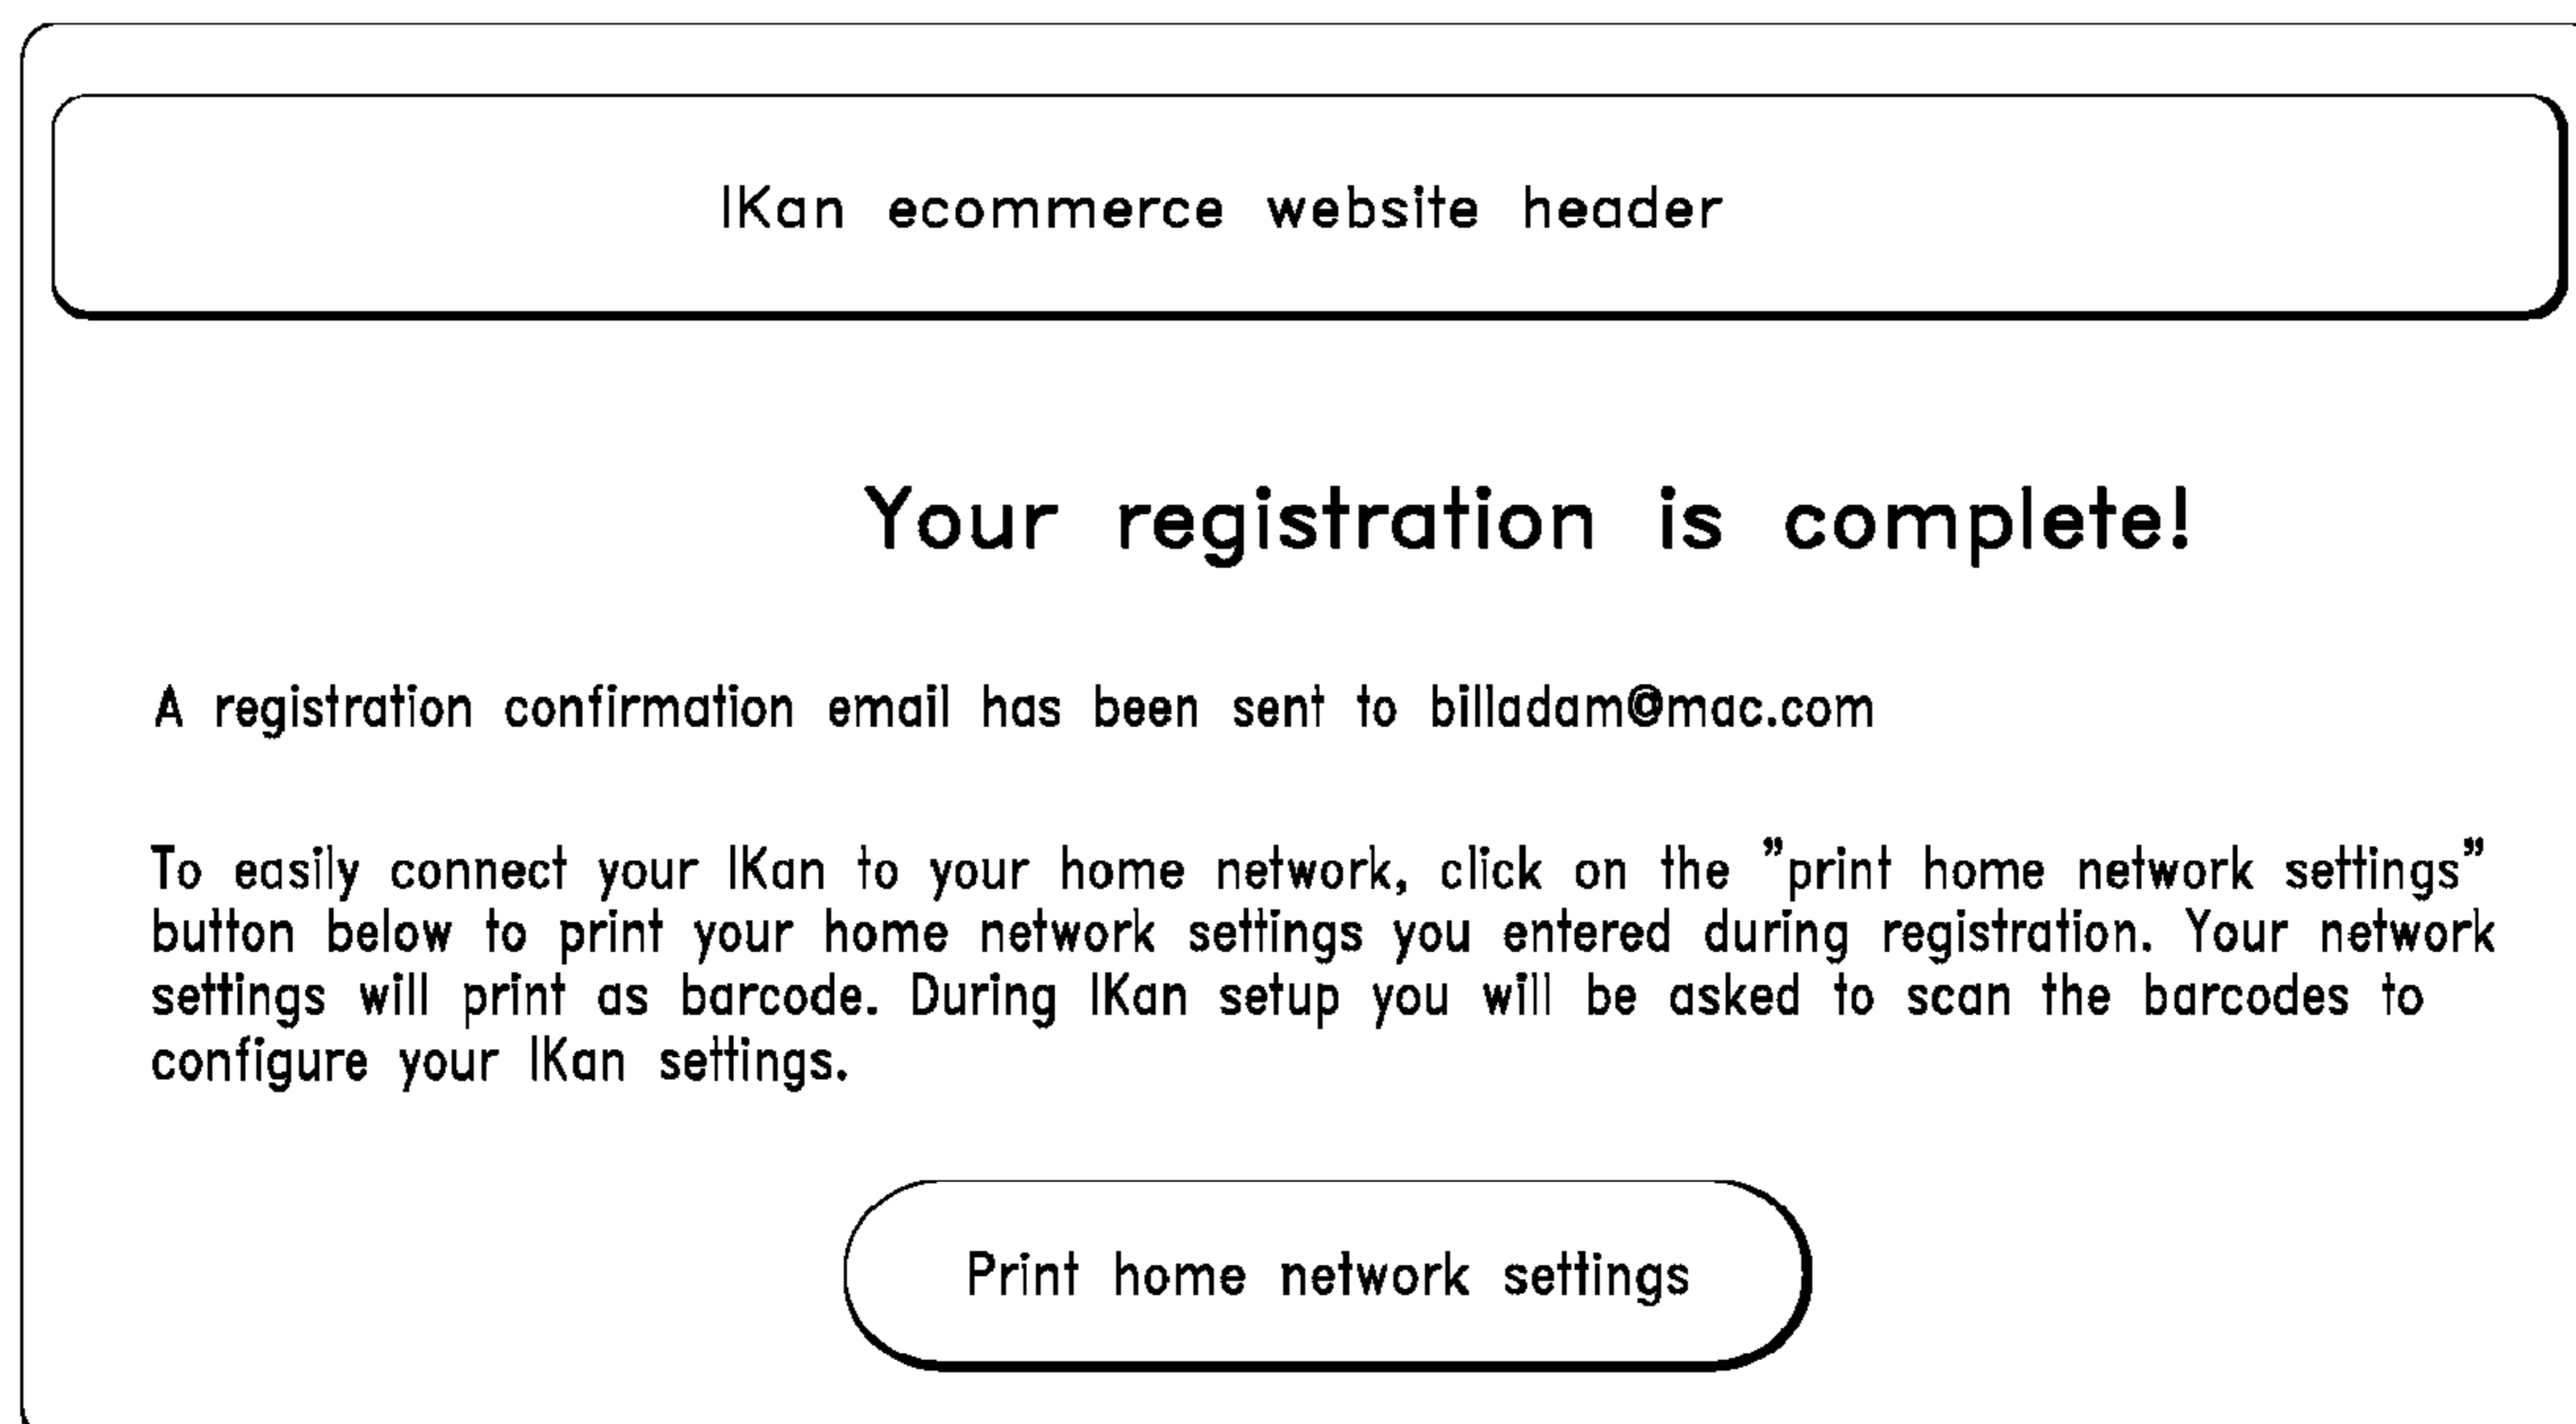 IKan ecommerce website header
Your registration is complete!
A registration confirmation email has been sent to billadam@mac.com
To easily connect your IKan to your home network, click on the ”print home network settings”
button below to print your home network settings you entered during registration. Your network
settings will print as barcode. During IKan setup you will be asked to scan the barcodes to
configure your IKan settings.
Print home network settings